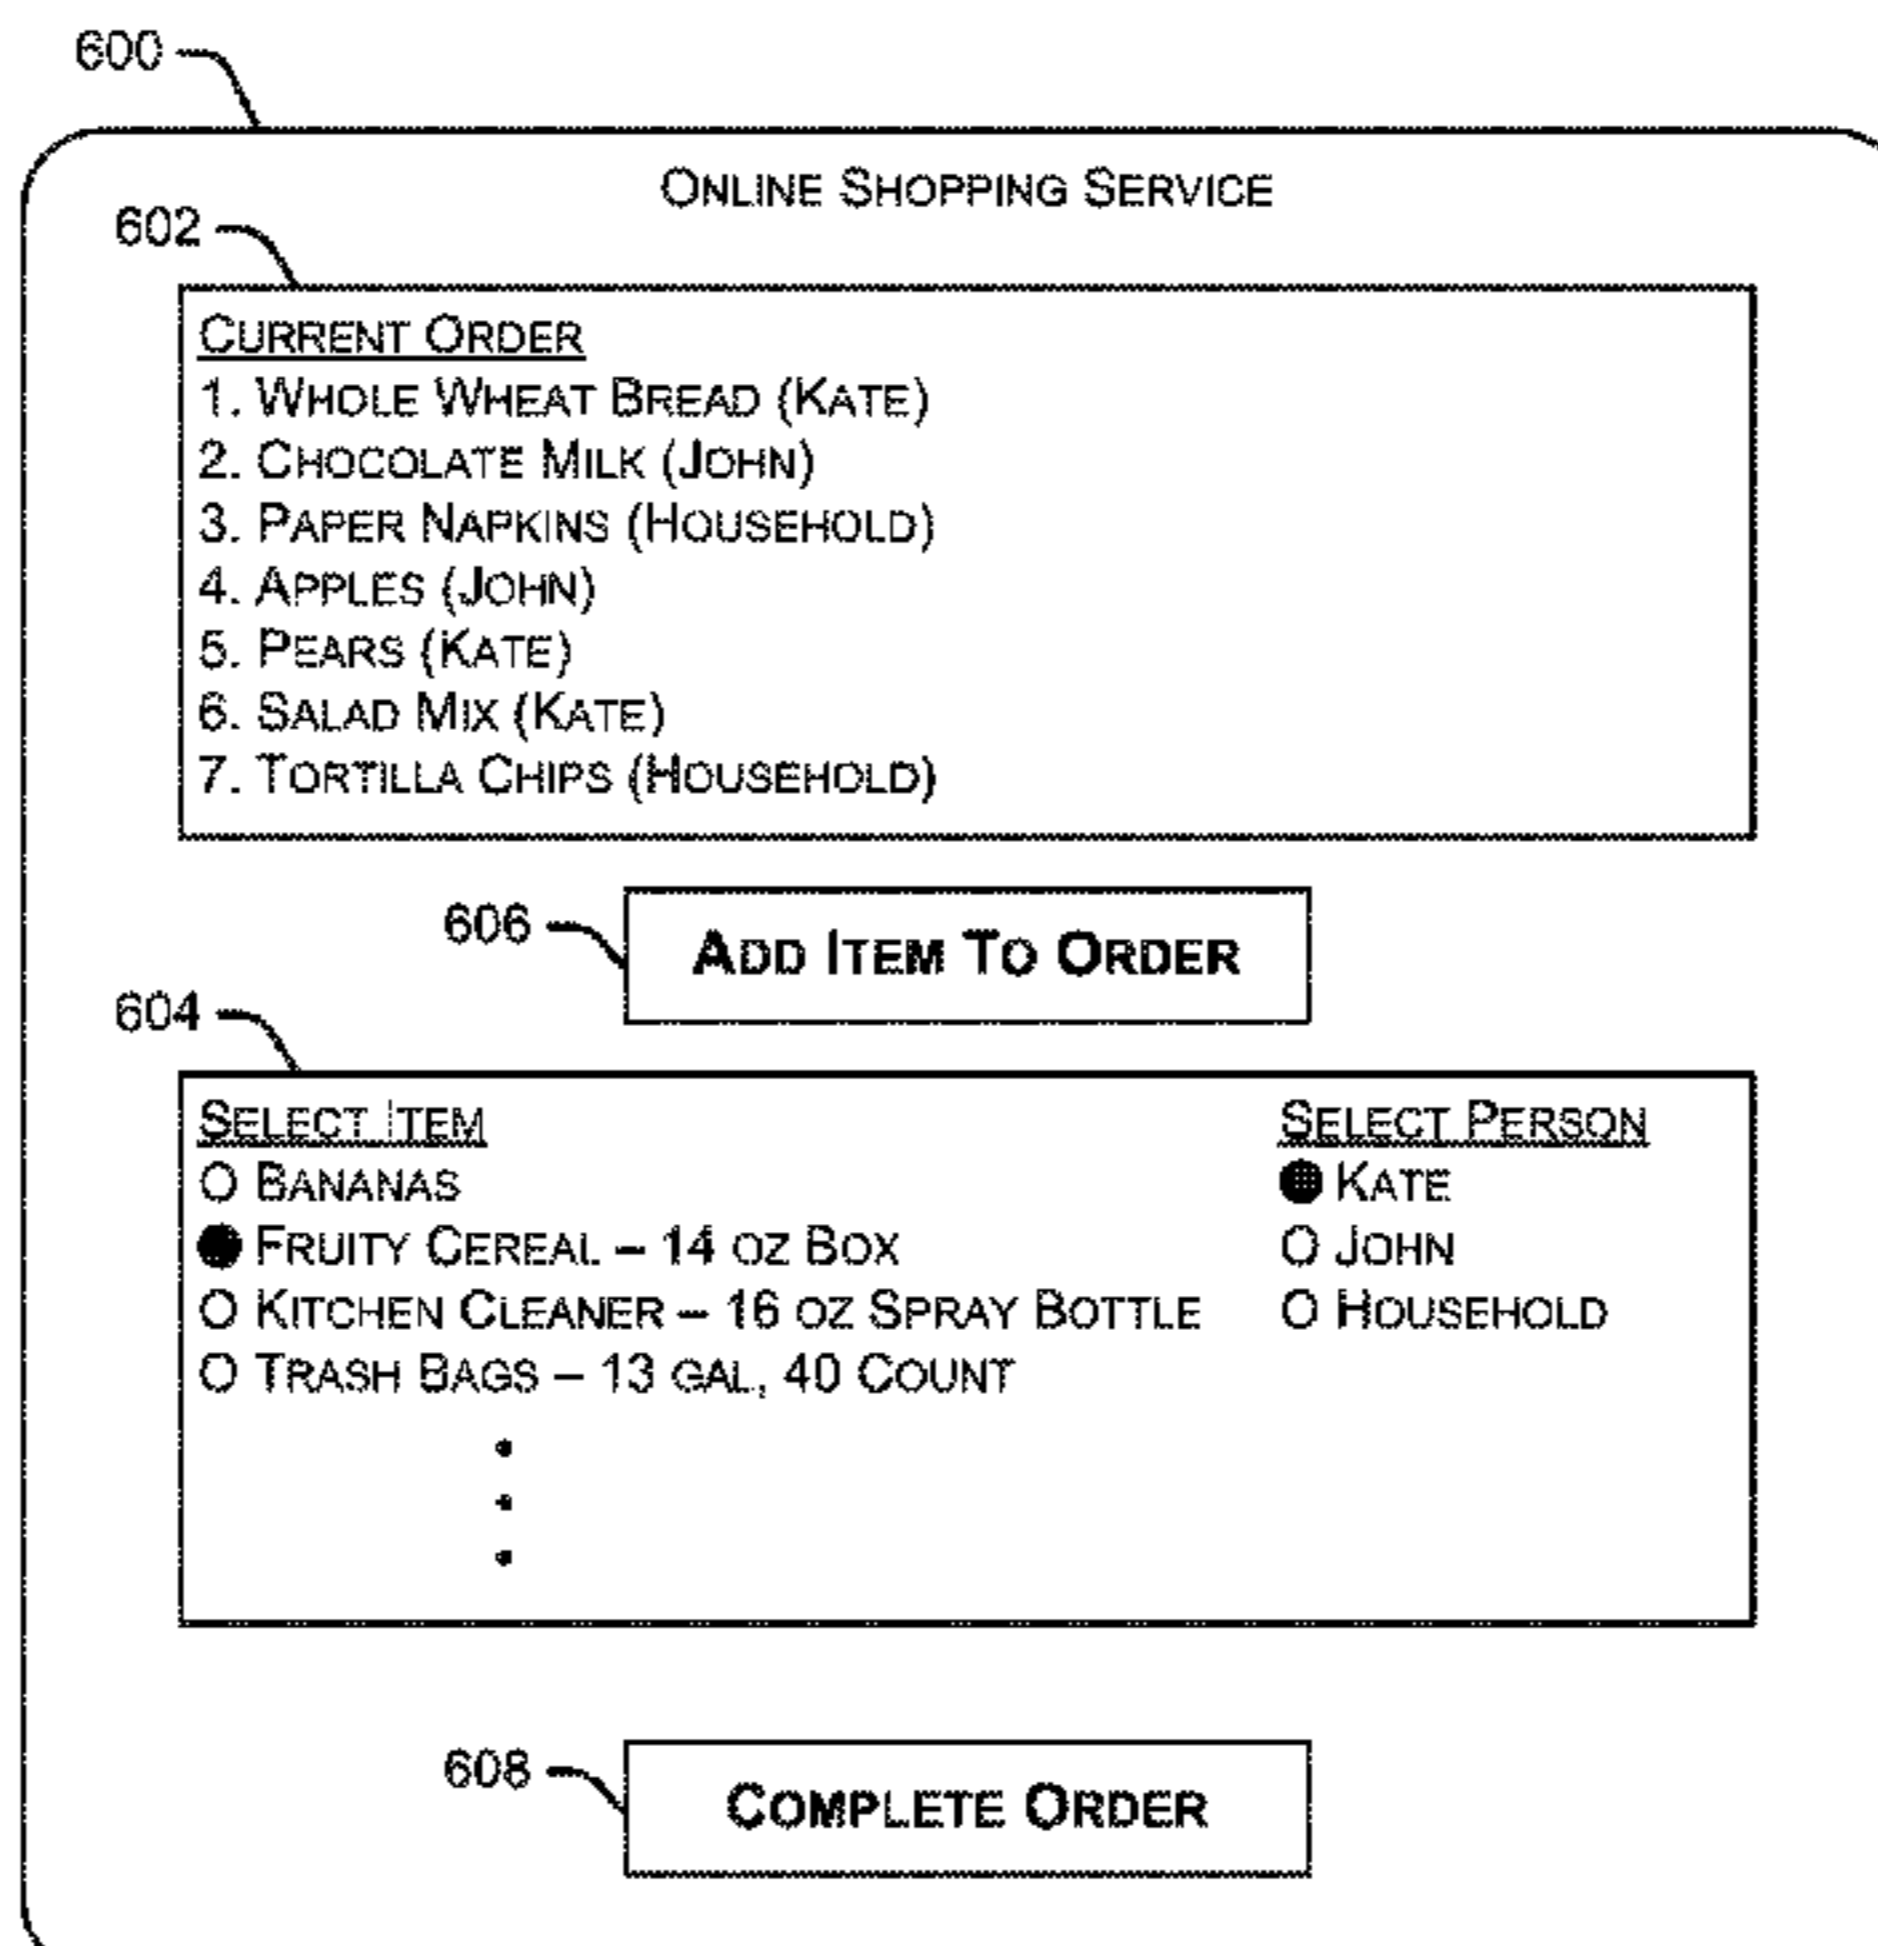 600
ONLINE SHOPPING SERVICE
602
CURRENT ORDER
1. WHOLE WHEAT BREAD (KATE)
2. CHOCOLATE MILK (JOHN)
3. PAPER NAPKINS (HOUSEHOLD)
4. APPLES (JOHN)
5. PEARS (KATE)
6. SALAD MIX (KATE)
7. TORTILLA CHIPS (HOUSEHOLD)
606
ADD ITEM TO ORDER
604
SELECT ITEM
BANANAS
FRUITY CEREAL – 14 OZ BOX
KITCHEN CLEANER – 16 OZ SPRAY BOTTLE
TRASH BAGS – 13 GAL, 40 COUNT
SELECT PERSON
KATE
JOHN
HOUSEHOLD
608
COMPLETE ORDER